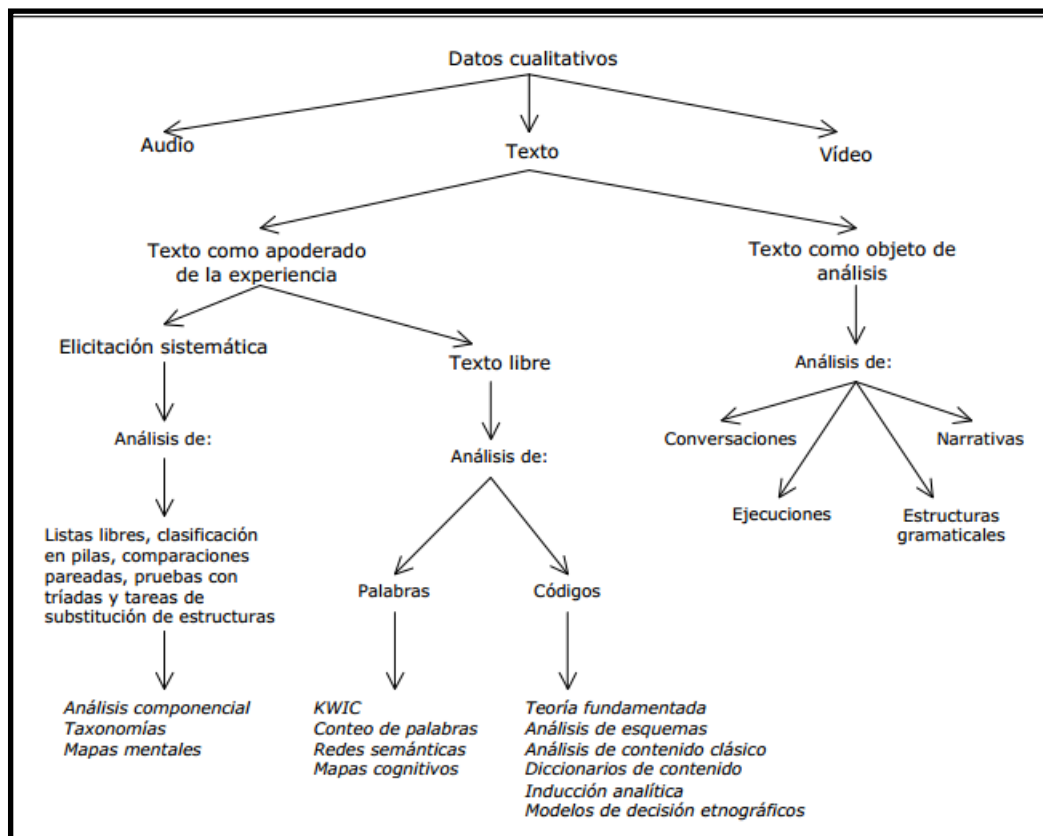 Datos cualitativos
Audio
Texto
Vídeo
Texto como apoderado
de la experiencia
Texto como objeto de
análisis
Elicitación sistemática
Texto libre
Análisis de:
Análisis de:
Análisis de:
Conversaciones
Narrativas
Ejecuciones
Estructuras
gramaticales
Listas libres, clasificación
en pilas, comparaciones
pareadas, pruebas con
tríadas y tareas de
substitución de estructuras
Palabras
Códigos
Análisis componencial
Taxonomías
Mapas mentales
KWIC
Conteo de palabras
Redes semánticas
Mapas cognitivos
Teoría fundamentada
Análisis de esquemas
Análisis de contenido clásico
Diccionarios de contenido
Inducción analítica
Modelos de decisión etnográficos